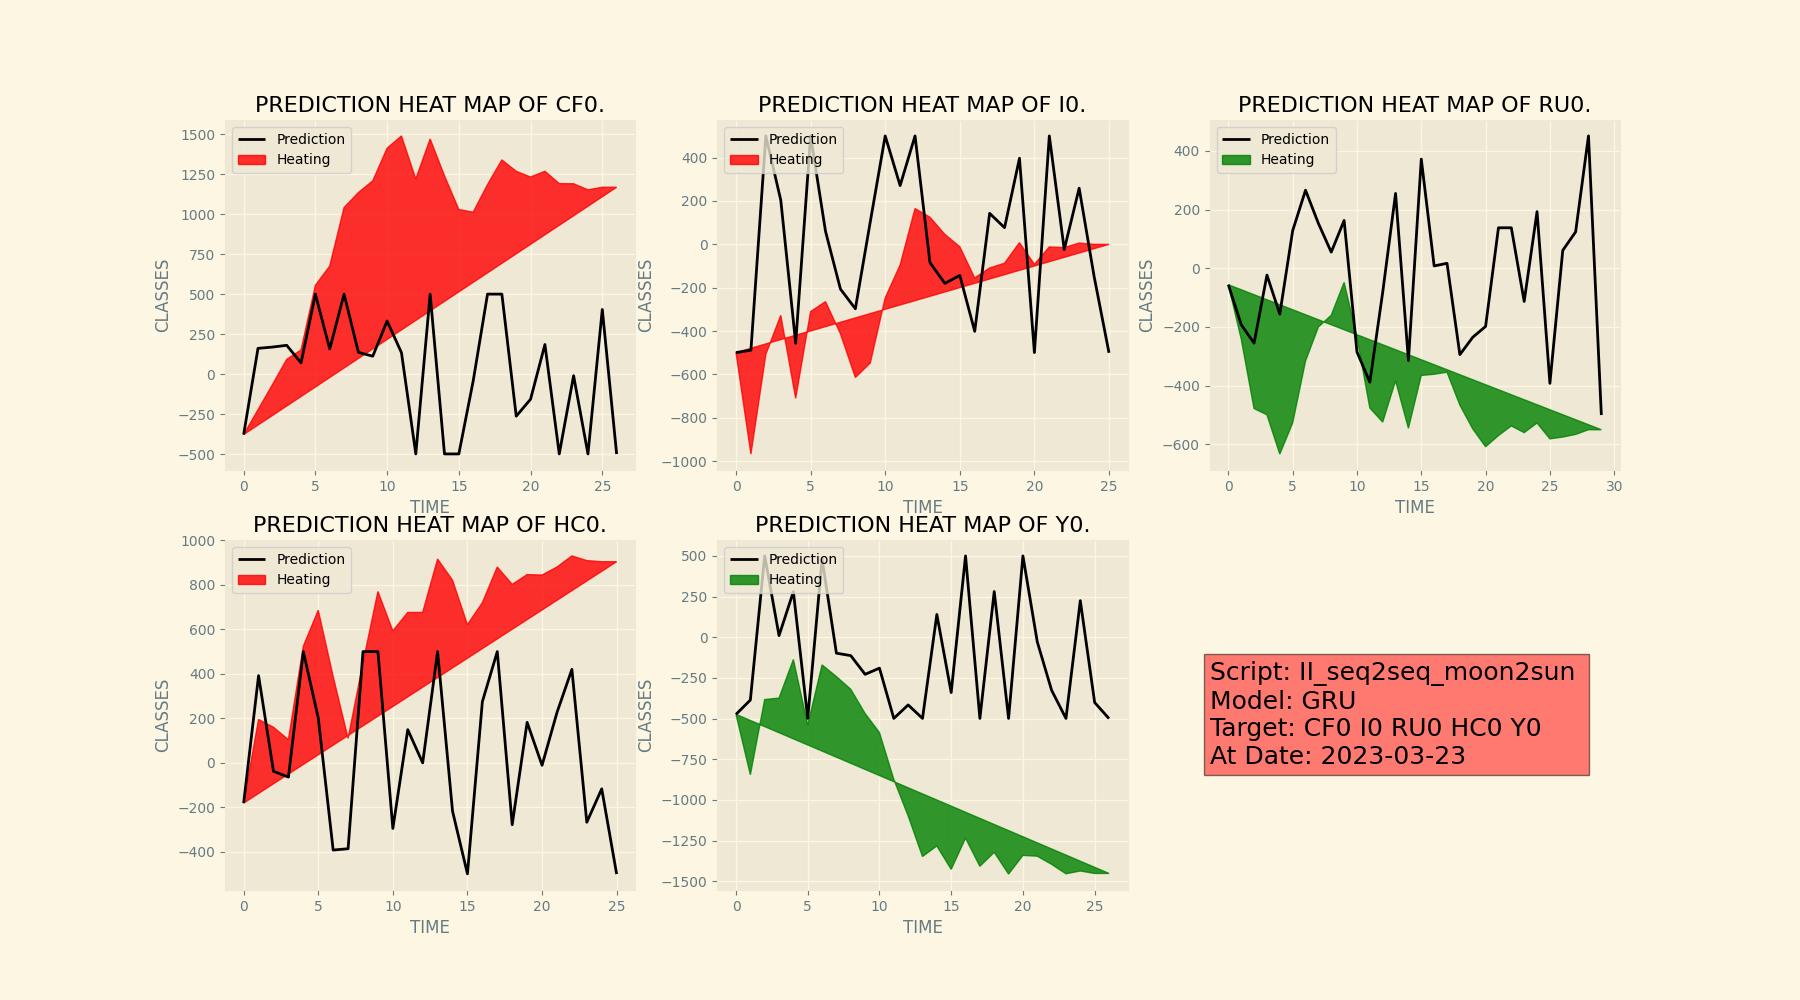 PREDICTION HEAT MAP OF CF0.
Prediction
Heating
1500
1250
1000
750
500
250
0
−250
−500
CLASSES
0 5 10 15 20 25
TIME
PREDICTION HEAT MAP OF I0.
Prediction
Heating
400
200
0
−200
−400
−600
−800
−1000
CLASSES
0 5 10 15 20 25
TIME
PREDICTION HEAT MAP OF RU0.
Prediction
Heating
400
200
0
−200
−400
−600
CLASSES
0 5 10 15 20 25 30
TIME
PREDICTION HEAT MAP OF HC0.
Prediction
Heating
1000
800
600
400
200
0
−200
−400
CLASSES
0 5 10 15 20 25
TIME
PREDICTION HEAT MAP OF Y0.
Prediction
Heating
500
250
0
−250
−500
−750
−1000
−1250
−1500
CLASSES
0 5 10 15 20 25
TIME
Script: II_seq2seq_moon2sun
Model: GRU
Target: CF0 I0 RU0 HC0 Y0
At Date: 2023-03-23